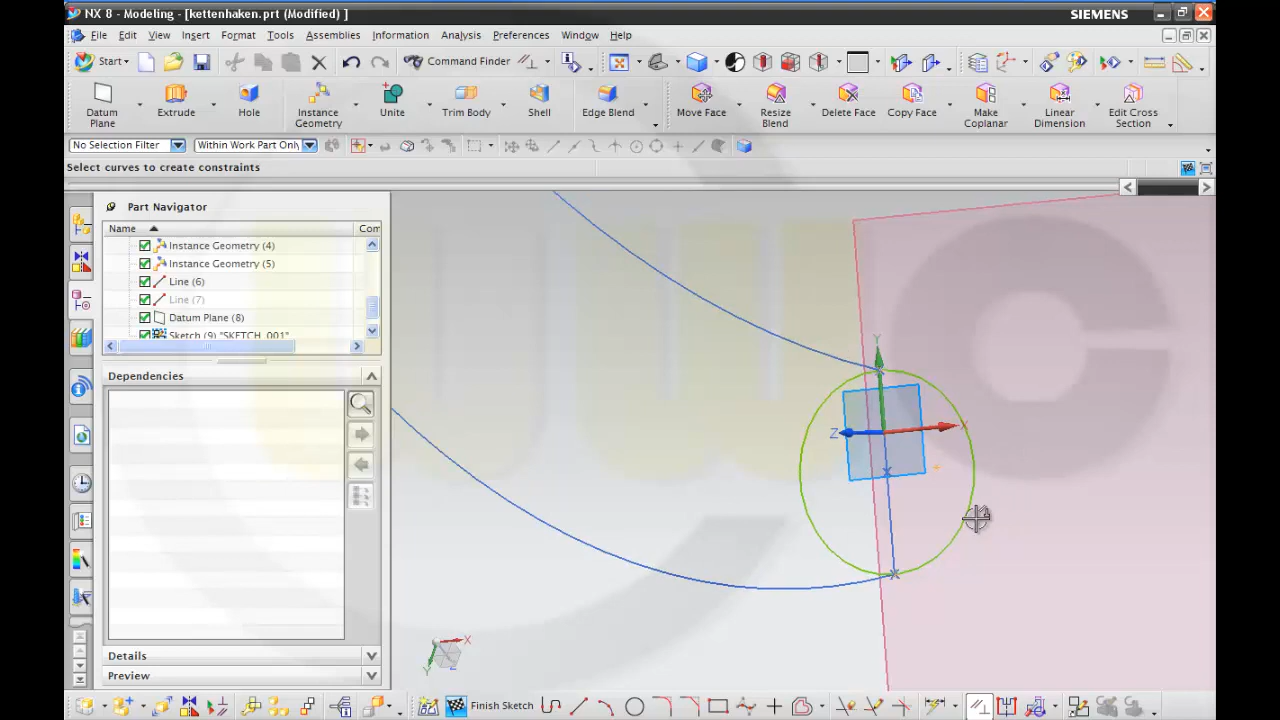 NX 8 - Modeling - [kettenhaken.prt (Modified) ]
SIEMENS
File Edit View Insert Format Tools Assemblies Information Analysis Preferences Window Help
Start
Command Finder
Datum Plane
Extrude
Hole
Instance Geometry
Unite
Trim Body
Shell
Edge Blend
Move Face
Resize Blend
Delete Face
Copy Face
Make Coplanar
Linear Dimension
Edit Cross Section
No Selection Filter
Within Work Part Only
Select curves to create constraints
Part Navigator
Name
Com
Instance Geometry (4)
Instance Geometry (5)
Line (6)
Line (7)
Datum Plane (8)
Sketch (9) "SKETCH_001"
Dependencies
Details
Preview
Y
X
Z
X
Y
Z
Finish Sketch